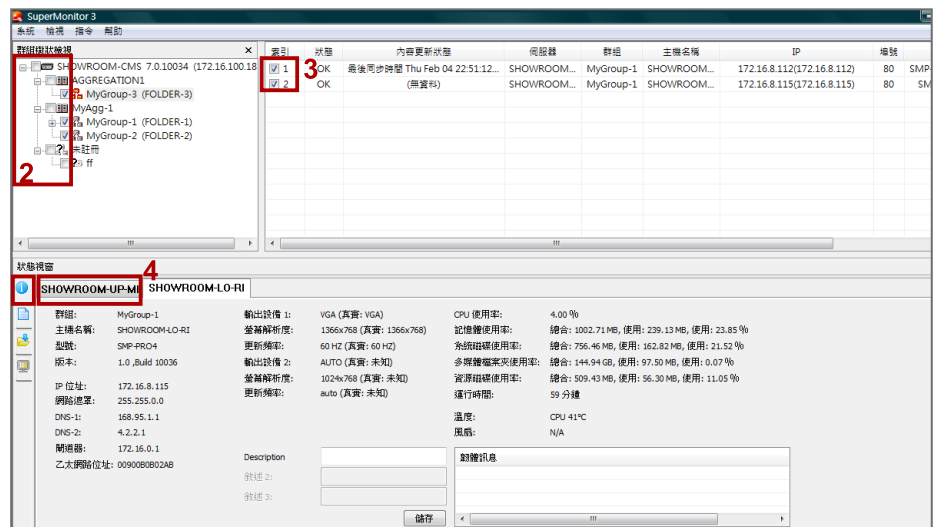 SuperMonitor 3
系統 檢視 指令 幫助
群組樹狀檢視 ×
SHOWROOM-CMS 7.0.10034 (172.16.100.18
AGGREGATION1
MyGroup-3 (FOLDER-3)
MyAgg-1
MyGroup-1 (FOLDER-1)
MyGroup-2 (FOLDER-2)
未註冊
ff
2
索引 狀態 內容更新狀態 伺服器 群組 主機名稱 IP 埠號
1 OK 最後同步時間 Thu Feb 04 22:51:12... SHOWROOM... MyGroup-1 SHOWROOM... 172.16.8.112(172.16.8.112) 80 SMP-
2 OK (無資料) SHOWROOM... MyGroup-1 SHOWROOM... 172.16.8.115(172.16.8.115) 80 SM
3
狀態視窗
4
SHOWROOM-UP-MI SHOWROOM-LO-RI
群組: MyGroup-1
主機名稱: SHOWROOM-LO-RI
型號: SMP-PRO4
版本: 1.0 ,Build 10036
IP 位址: 172.16.8.115
網路遮罩: 255.255.0.0
DNS-1: 168.95.1.1
DNS-2: 4.2.2.1
閘道器: 172.16.0.1
乙太網路位址: 00900B0B02AB
輸出設備 1: VGA (真實: VGA)
螢幕解析度: 1366x768 (真實: 1366x768)
更新頻率: 60 HZ (真實: 60 HZ)
輸出設備 2: AUTO (真實: 未知)
螢幕解析度: 1024x768 (真實: 未知)
更新頻率: auto (真實: 未知)
Description
敘述 2:
敘述 3:
儲存
CPU 使用率: 4.00 %
記憶體使用率: 總合: 1002.71 MB, 使用: 239.13 MB, 使用: 23.85 %
系統磁碟使用率: 總合: 756.46 MB, 使用: 162.82 MB, 使用: 21.52 %
多媒體檔案夾使用率: 總合: 144.94 GB, 使用: 97.50 MB, 使用: 0.07 %
資源磁碟使用率: 總合: 509.43 MB, 使用: 56.30 MB, 使用: 11.05 %
運行時間: 59 分鐘
溫度: CPU 41°C
風扇: N/A
韌體訊息